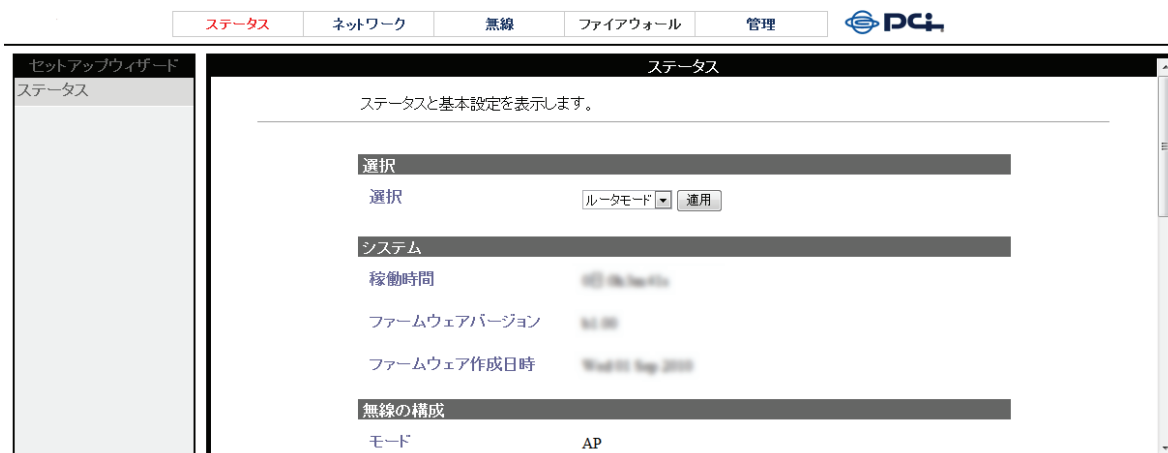 ステータス ネットワーク 無線 ファイアウォール 管理 PCi
セットアップウィザード
ステータス
ステータス
ステータスと基本設定を表示します。
選択
選択 ルータモード 適用
システム
稼働時間
ファームウェアバージョン
ファームウェア作成日時
無線の構成
モード AP